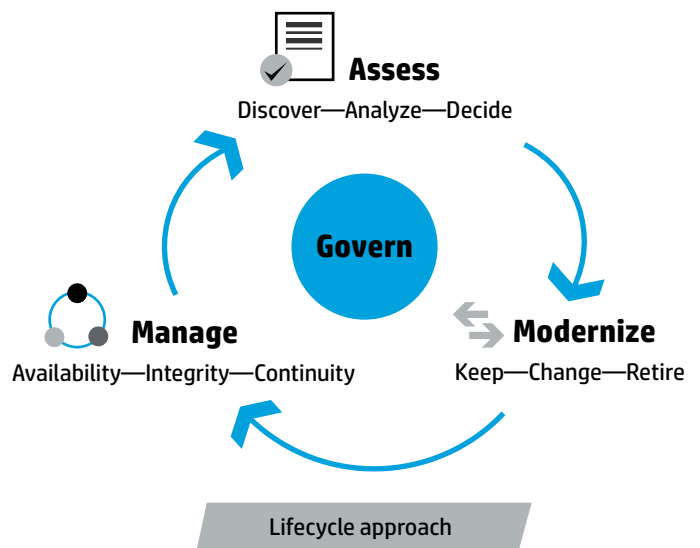 Assess
Discover—Analyze—Decide
Govern
Manage
Availability—Integrity—Continuity
Modernize
Keep—Change—Retire
Lifecycle approach